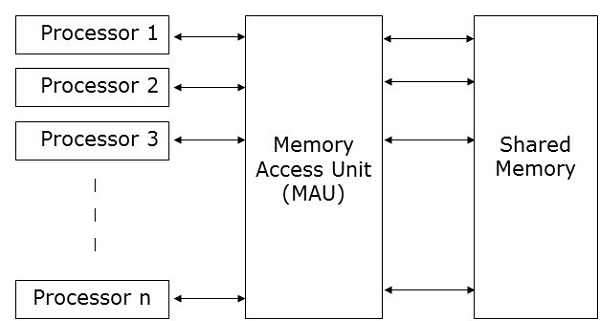 Processor 1
Processor 2
Processor 3
Processor n
Memory
Access Unit
(MAU)
Shared
Memory